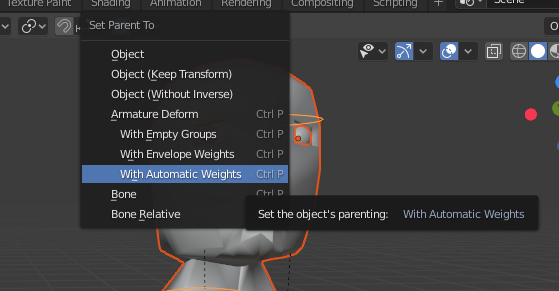 Texture Paint Shading Animation Rendering Compositing Scripting + Scene
Set Parent To
Object
Object (Keep Transform)
Object (Without Inverse)
Armature Deform Ctrl P
With Empty Groups Ctrl P
With Envelope Weights Ctrl P
With Automatic Weights Ctrl P
Bone Ctrl P
Bone Relative
Set the object's parenting: With Automatic Weights